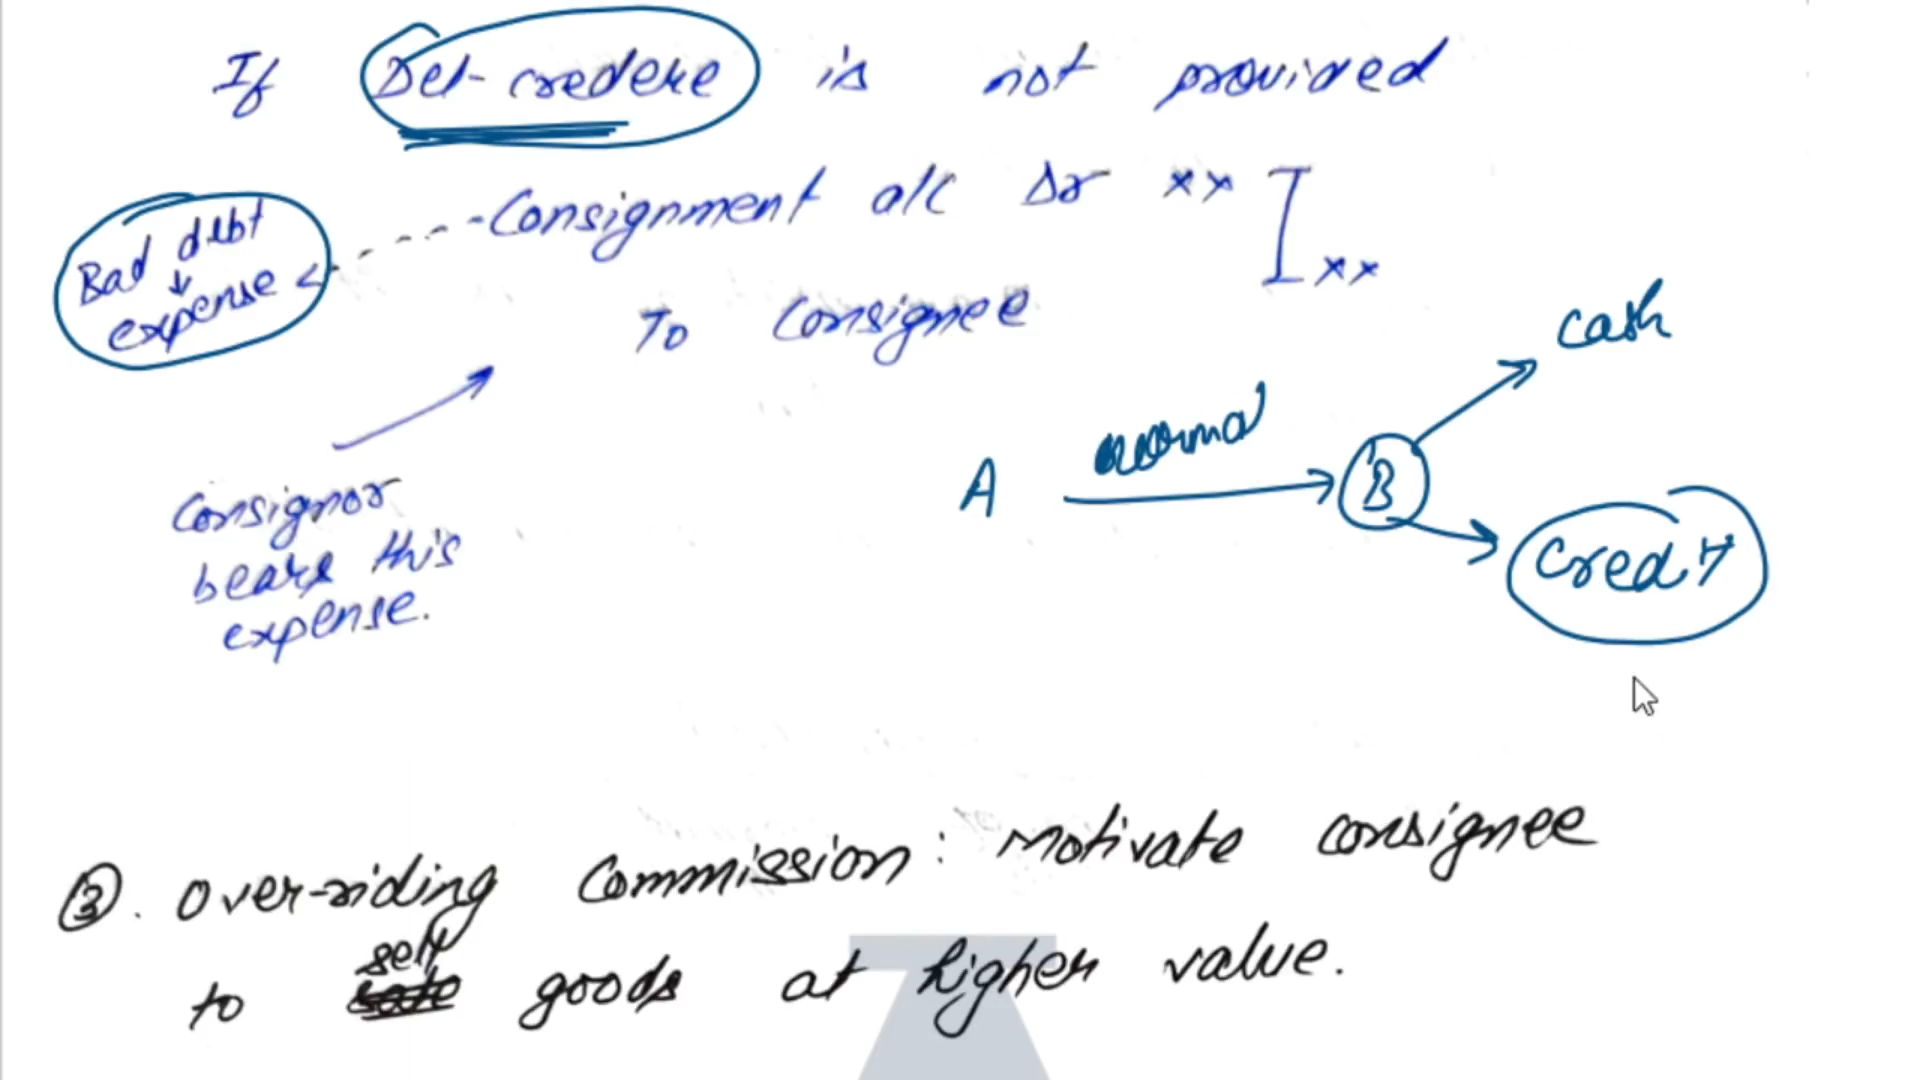 If Del-credere is not provided
Consignment a/c Dr xx
To Consignee xx
Bad debt
expense
Consignor
bears this
expense.
A normal B
cash
Credit
③. Over-riding Commission: Motivate consignee
to sell goods at higher value.